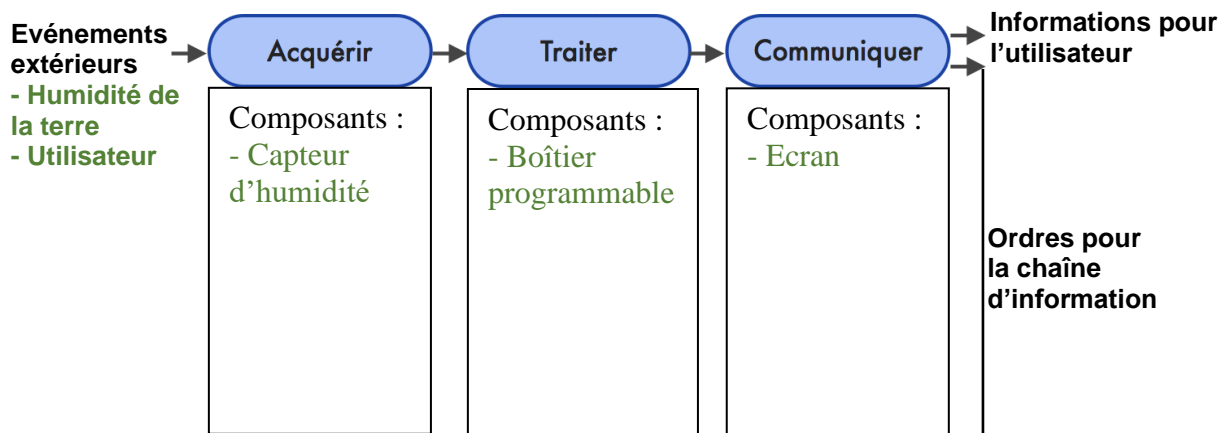 Evénements
extérieurs
- Humidité de
la terre
- Utilisateur
Acquérir
Traiter
Communiquer
Informations pour
l’utilisateur
Composants :
- Capteur
d’humidité
Composants :
- Boîtier
programmable
Composants :
- Ecran
Ordres pour
la chaîne
d’information